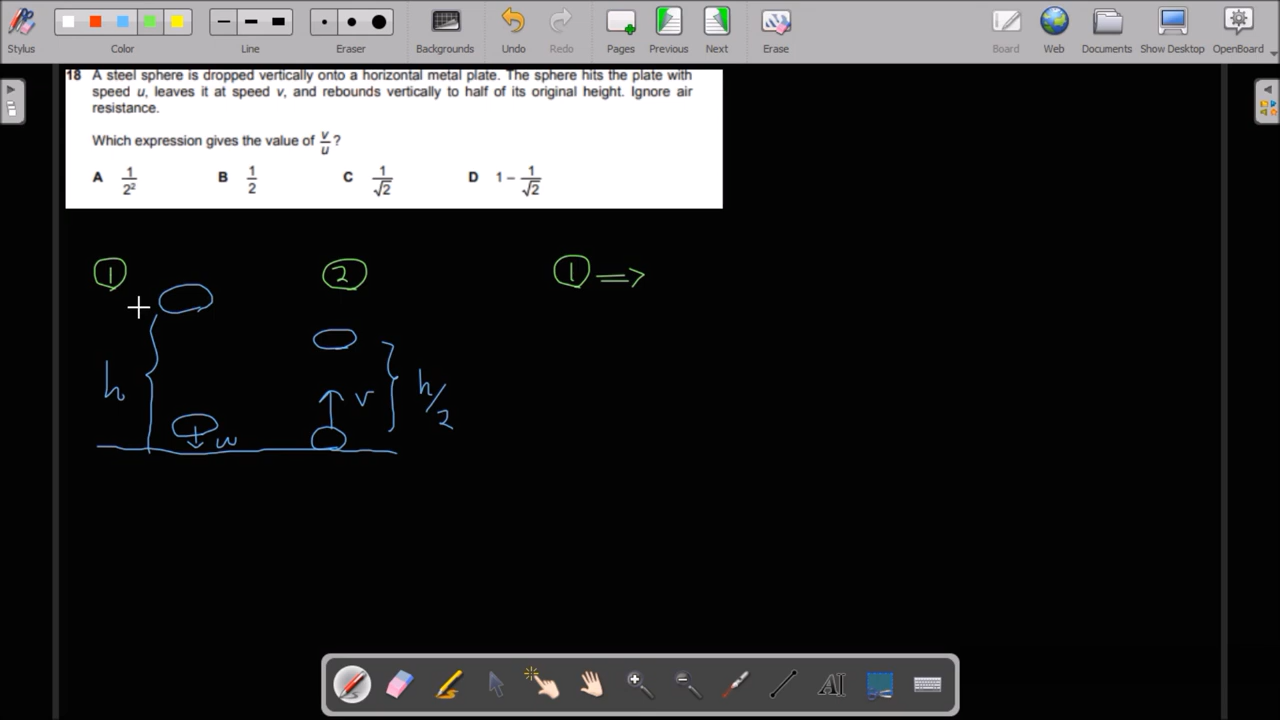 Stylus
Color
Line
Eraser
Backgrounds
Undo
Redo
Pages
Previous
Next
Erase
Board
Web
Documents
Show Desktop
OpenBoard
18 A steel sphere is dropped vertically onto a horizontal metal plate. The sphere hits the plate with
speed u, leaves it at speed v, and rebounds vertically to half of its original height. Ignore air
resistance.
Which expression gives the value of v/u ?
A 1/2² B 1/2 C 1/√2 D 1 – 1/√2
① ② ① =>
h u v h/2
AI